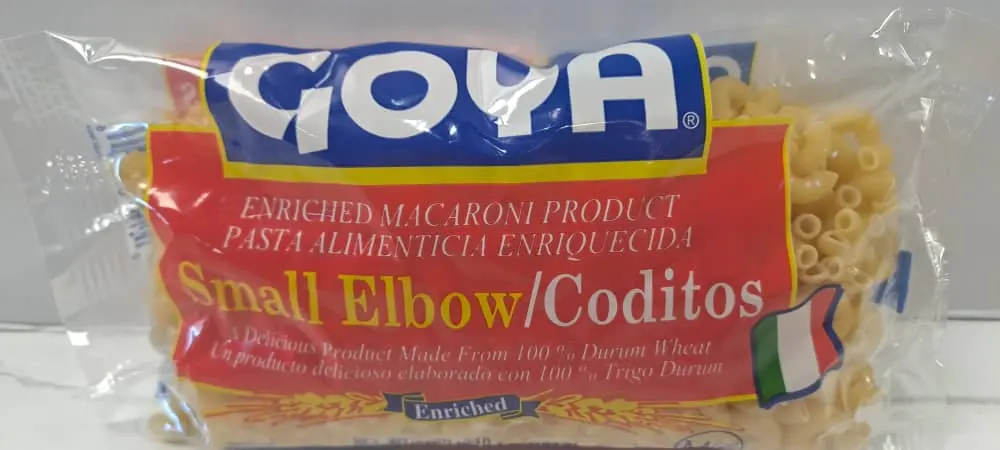 GOYA®
ENRICHED MACARONI PRODUCT
PASTA ALIMENTICIA ENRIQUECIDA
Small Elbow/Coditos
A Delicious Product Made From 100 % Durum Wheat
Un producto delicioso elaborado con 100 % Trigo Durum
Enriched